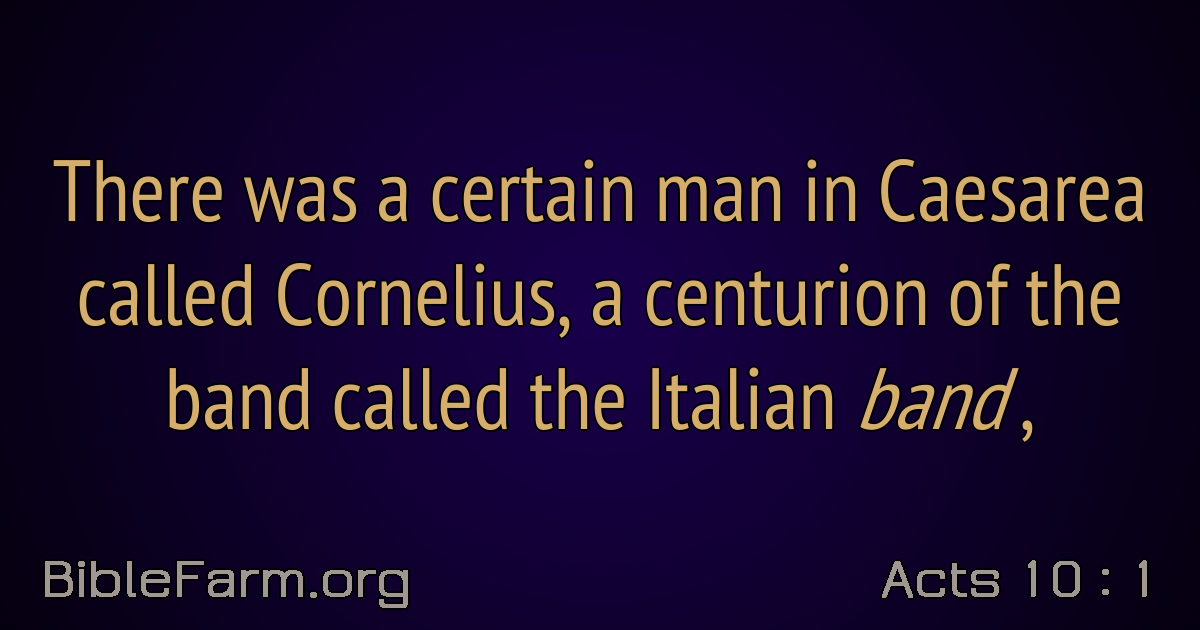 There was a certain man in Caesarea
called Cornelius, a centurion of the
band called the Italian band ,
BibleFarm.org
Acts 10 : 1